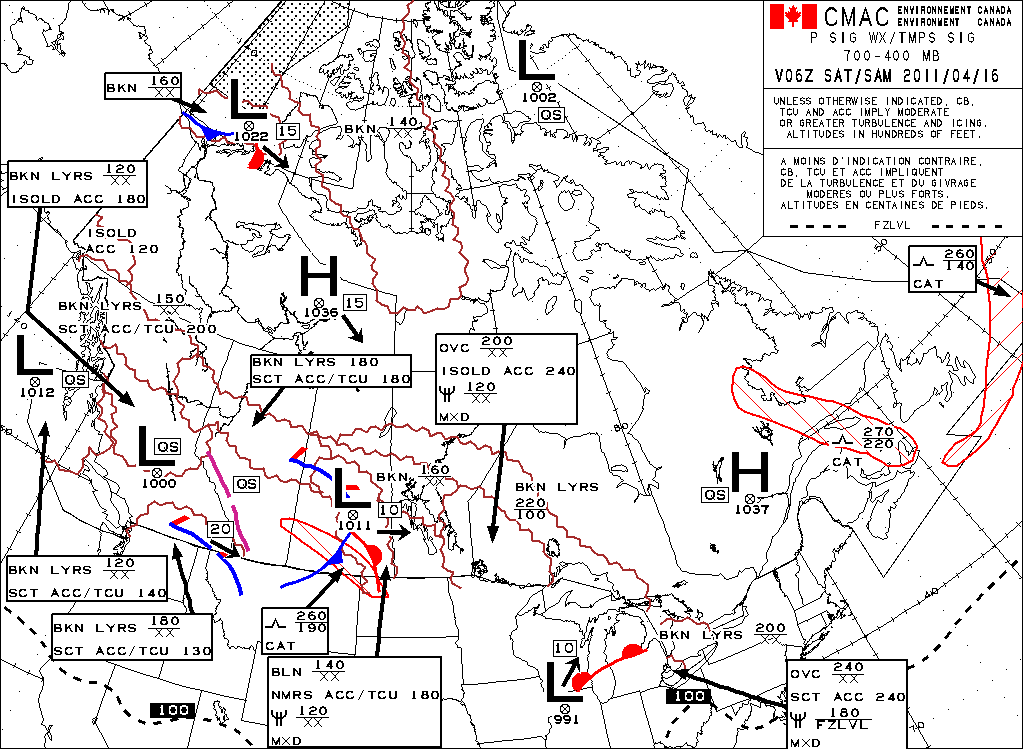 CMAC ENVIRONNEMENT CANADA
ENVIRONMENT CANADA
P SIG WX/TMPS SIG
700-400 MB
V06Z SAT/SAM 2011/04/16
UNLESS OTHERWISE INDICATED, CB,
TCU AND ACC IMPLY MODERATE
OR GREATER TURBULENCE AND ICING.
ALTITUDES IN HUNDREDS OF FEET.
A MOINS D'INDICATION CONTRAIRE,
CB, TCU ET ACC IMPLIQUENT
DE LA TURBULENCE ET DU GIVRAGE
MODERES OU PLUS FORTS.
ALTITUDES EN CENTAINES DE PIEDS.
FZLVL
L
1002
QS
BKN 160
XX
L
1022
15
BKN 140
XX
BKN LYRS 120
XX
ISOLD ACC 180
ISOLD
ACC 120
H
1036
15
260
140
CAT
BKN LYRS 150
XX
SCT ACC/TCU 200
L
1012
QS
BKN LYRS 180
SCT ACC/TCU 180
OVC 200
XX
ISOLD ACC 240
120
XX
MXD
L
QS
1000
270
220
CAT
QS
L
1011
10
BKN 160
XX
BKN LYRS
220
100
H
QS
1037
20
BKN LYRS 120
XX
SCT ACC/TCU 140
BKN LYRS 180
XX
SCT ACC/TCU 130
260
190
CAT
BLN 140
XX
NMRS ACC/TCU 180
120
XX
MXD
10
L
991
BKN LYRS 200
XX
OVC 240
XX
SCT ACC 240
180
FZLVL
MXD
100
100